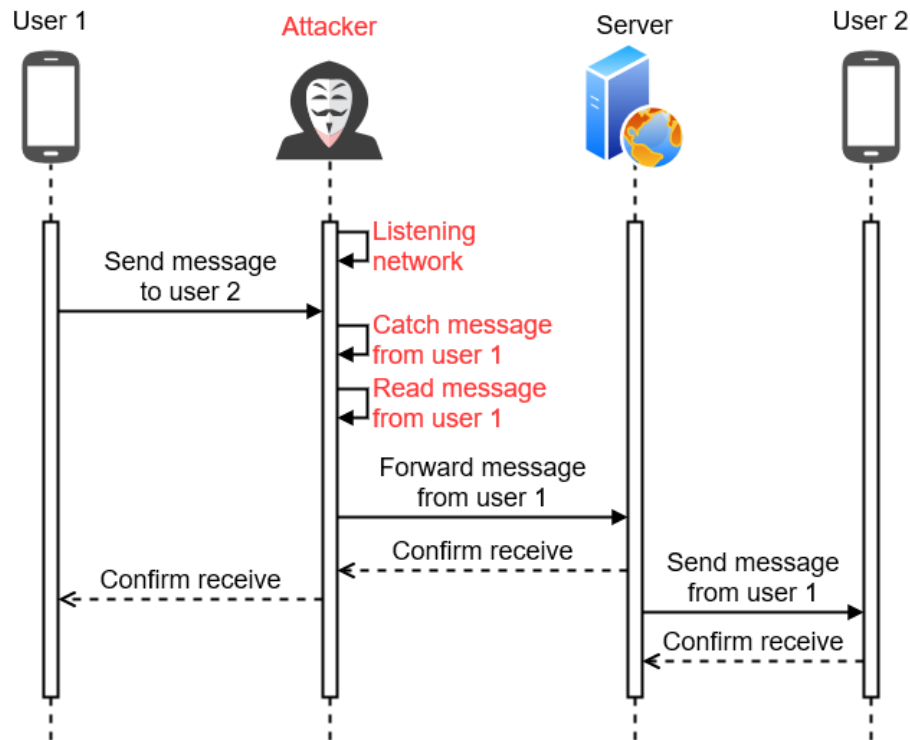 User 1
Attacker
Server
User 2
Listening
network
Send message
to user 2
Catch message
from user 1
Read message
from user 1
Forward message
from user 1
Confirm receive
Confirm receive
Send message
from user 1
Confirm receive